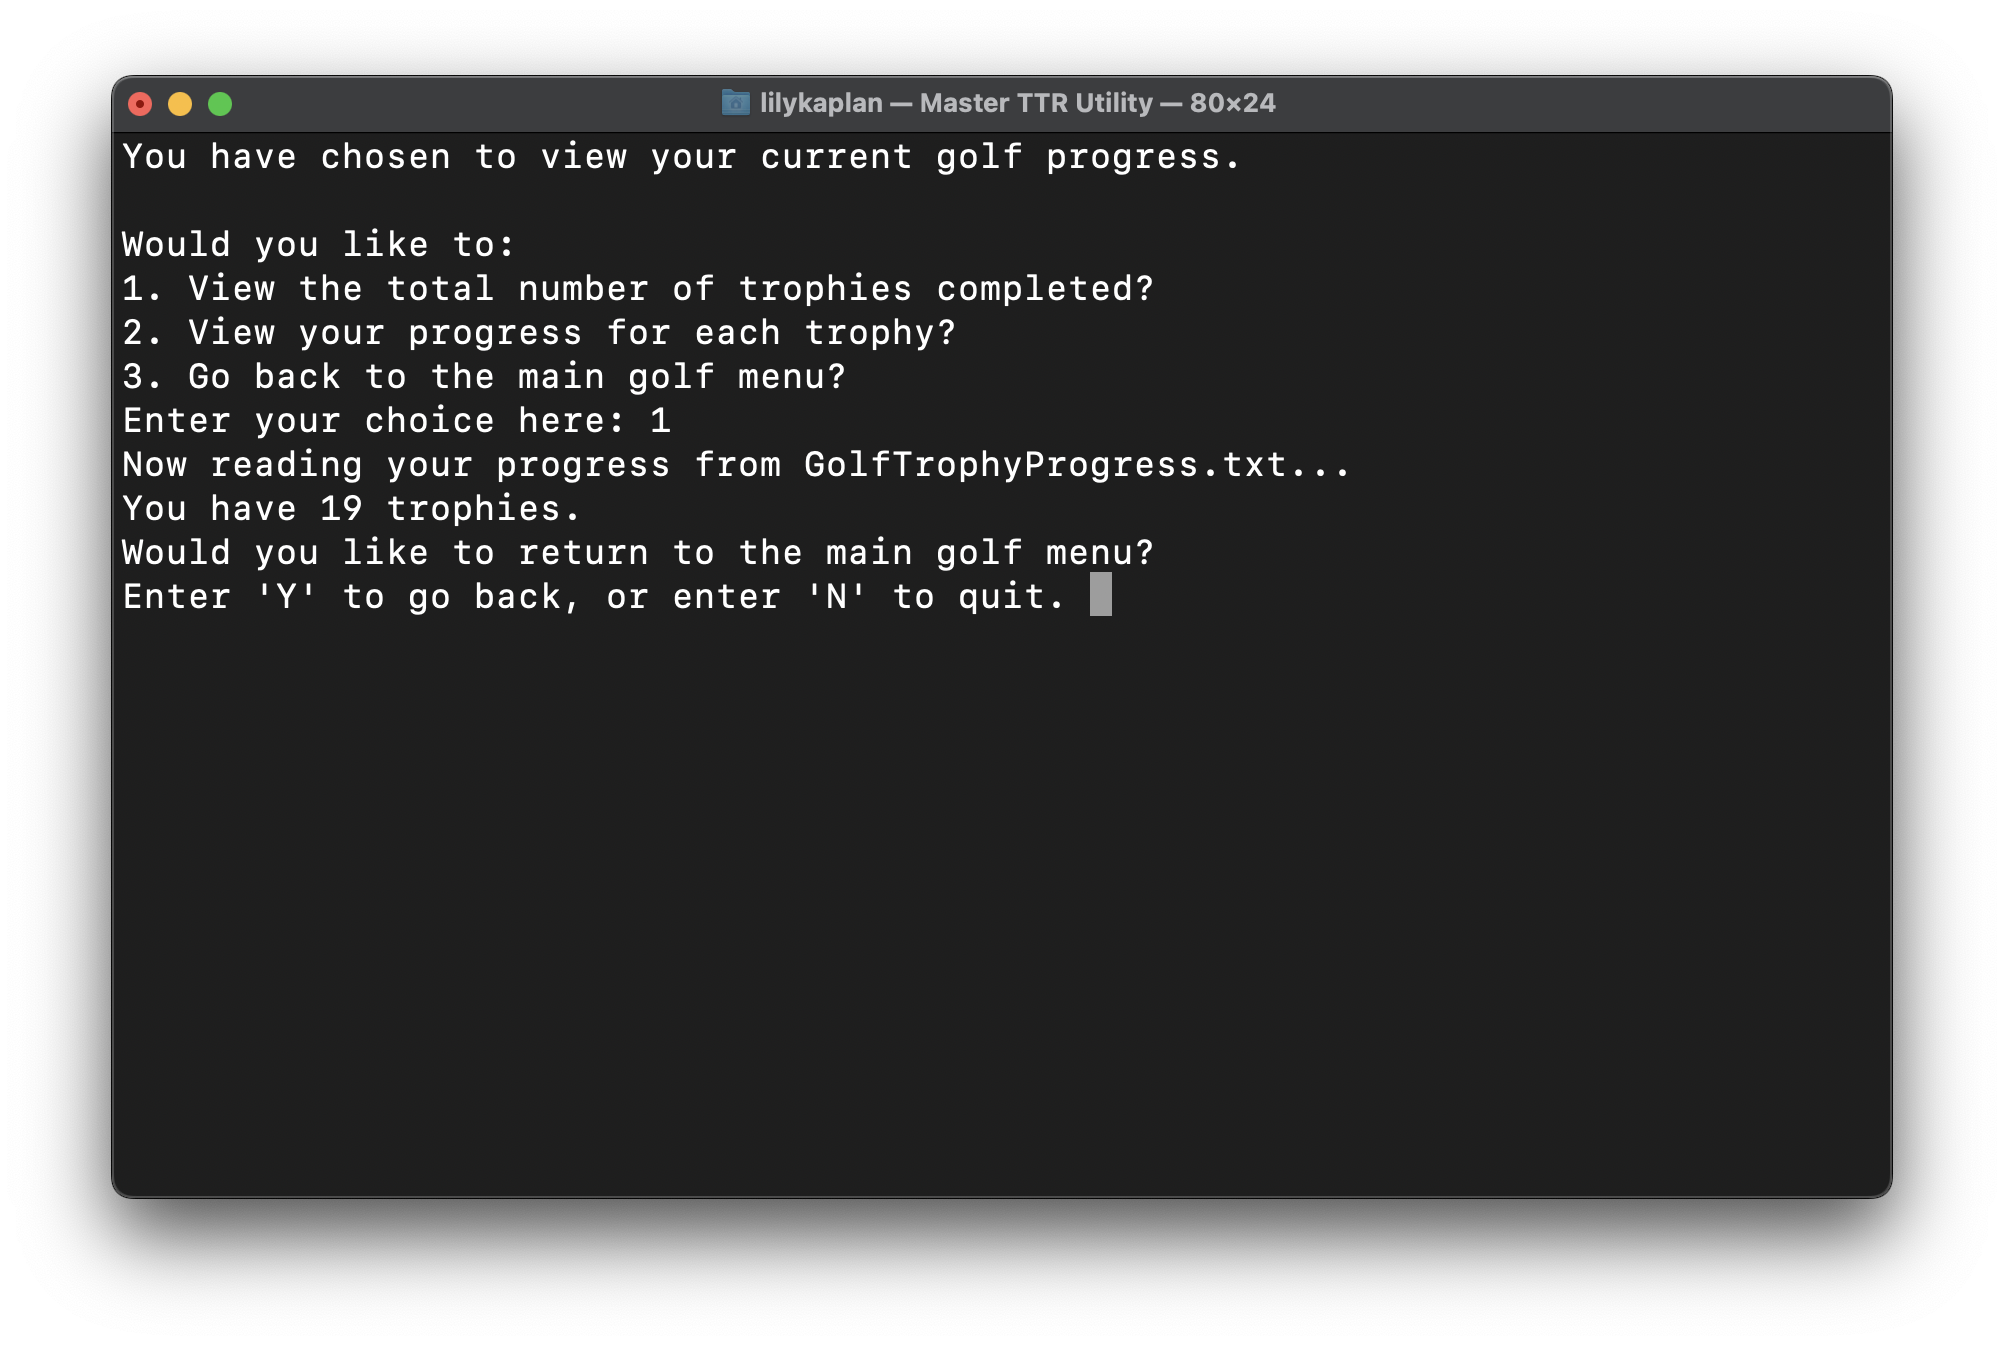 lilykaplan — Master TTR Utility — 80×24
You have chosen to view your current golf progress.
Would you like to:
1. View the total number of trophies completed?
2. View your progress for each trophy?
3. Go back to the main golf menu?
Enter your choice here: 1
Now reading your progress from GolfTrophyProgress.txt...
You have 19 trophies.
Would you like to return to the main golf menu?
Enter 'Y' to go back, or enter 'N' to quit.